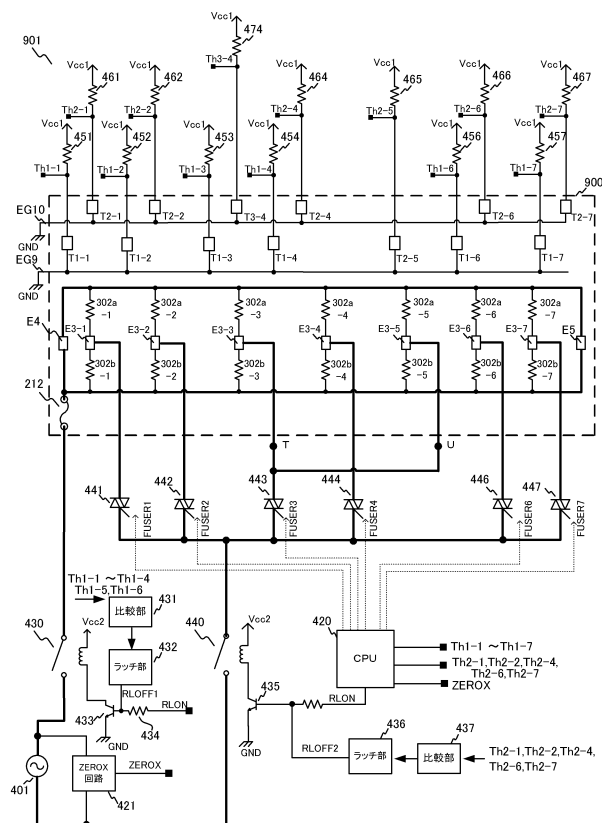 901
Vcc1 474
Th3-4
Vcc1 461
Vcc1 462
Vcc1 464
Vcc1 465
Vcc1 466
Vcc1 467
Th2-1
Th2-2
Th2-4
Th2-5
Th2-6
Th2-7
Vcc1 451
Vcc1 452
Vcc1 453
Vcc1 454
Vcc1 456
Vcc1 457
Th1-1
Th1-2
Th1-3
Th1-4
Th1-6
Th1-7
900
EG10
GND
T2-1
T2-2
T3-4
T2-4
T2-6
T2-7
EG9
GND
T1-1
T1-2
T1-3
T1-4
T2-5
T1-6
T1-7
302a-1
302a-2
302a-3
302a-4
302a-5
302a-6
302a-7
E4
E3-1
E3-2
E3-3
E3-4
E3-5
E3-6
E3-7
E5
302b-1
302b-2
302b-3
302b-4
302b-5
302b-6
302b-7
212
T
U
441
442
443
444
446
447
FUSER1
FUSER2
FUSER3
FUSER4
FUSER6
FUSER7
Th1-1 ～Th1-4
Th1-5,Th1-6
比較部
431
430
Vcc2
440
Vcc2
420
CPU
Th1-1 ～Th1-7
Th2-1,Th2-2,Th2-4,
Th2-6,Th2-7
ZEROX
ラッチ部
432
RLOFF1
RLON
433
434
GND
435
RLON
GND
RLOFF2
ラッチ部
436
比較部
437
Th2-1,Th2-2,Th2-4,
Th2-6,Th2-7
401
ZEROX
回路
ZEROX
421